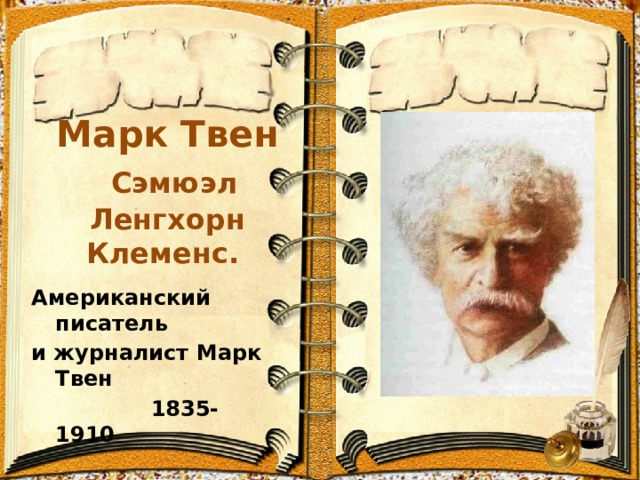 Марк Твен
Сэмюэл
Ленгхорн
Клеменс.
Американский
писатель
и журналист Марк
Твен
1835-
1910